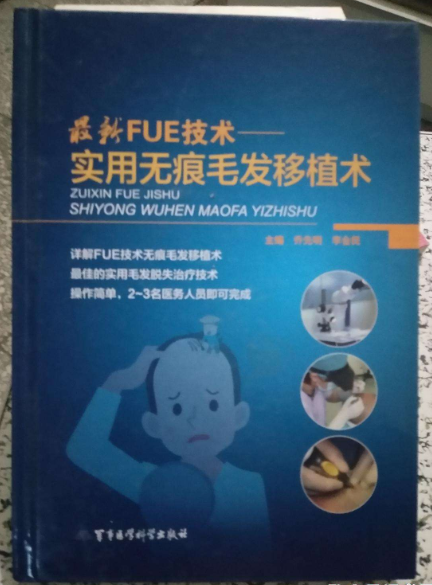 最新FUE技术——
实用无痕毛发移植术
ZUIXIN FUE JISHU
SHIYONG WUHEN MAOFA YIZHISHU
主编
详解FUE技术无痕毛发移植术
最佳的实用毛发脱失治疗技术
操作简单，2~3名医务人员即可完成
军事医学科学出版社